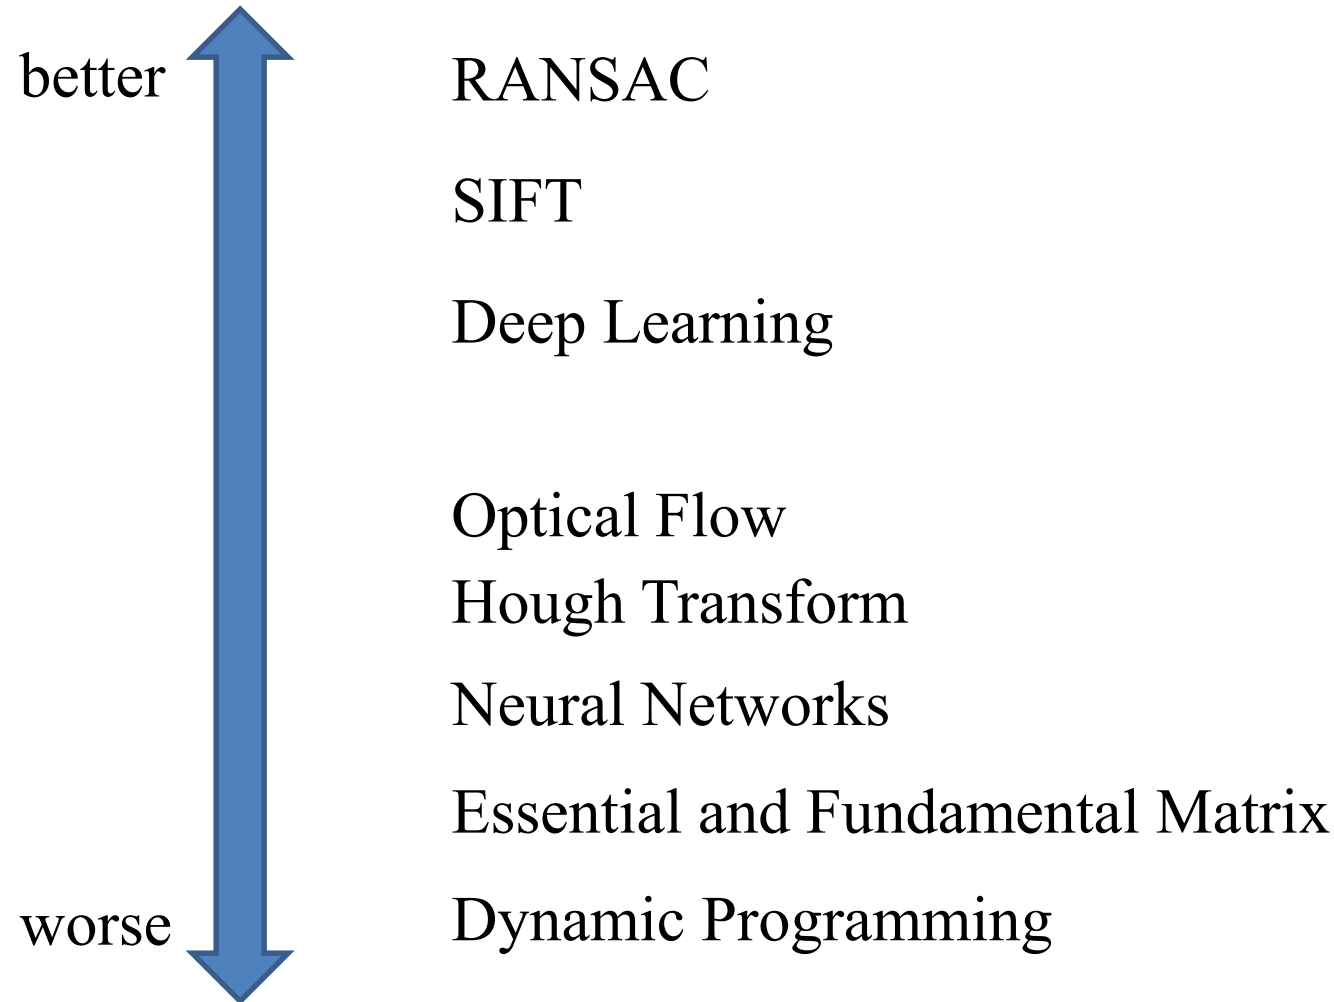 better
RANSAC
SIFT
Deep Learning
Optical Flow
Hough Transform
Neural Networks
Essential and Fundamental Matrix
worse
Dynamic Programming